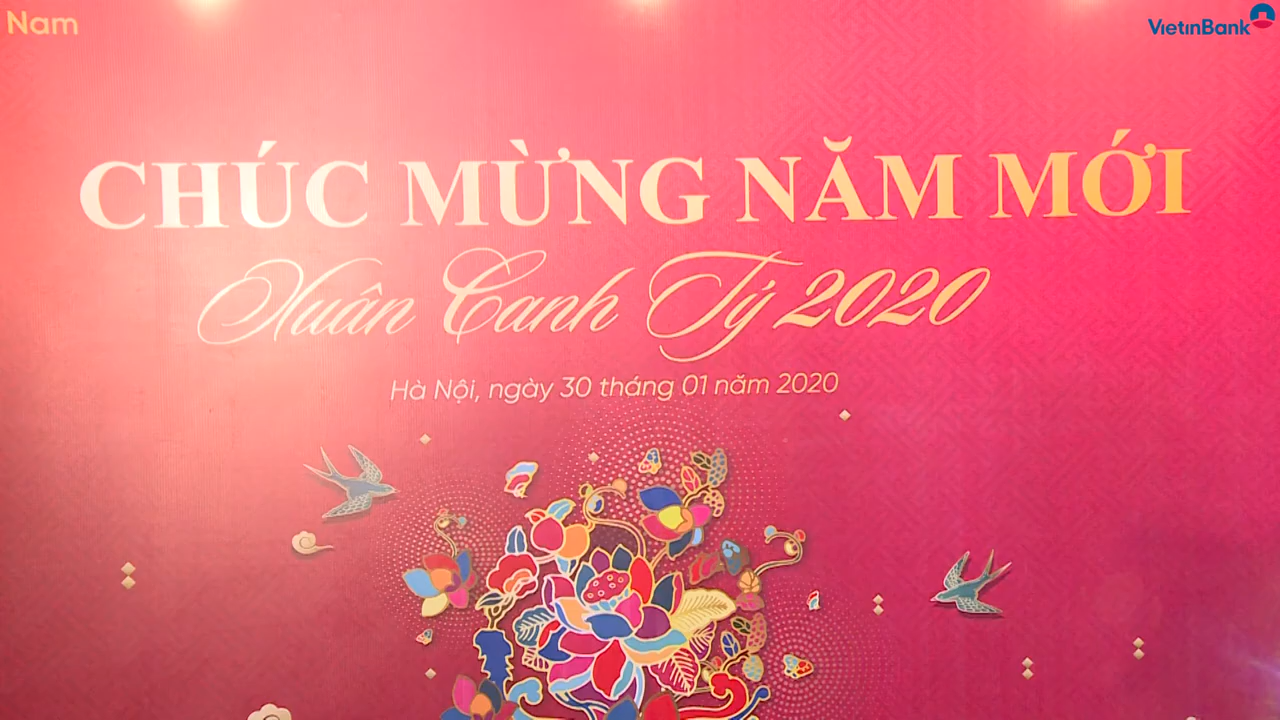 Nam
VietinBank
CHÚC MỪNG NĂM MỚI
Xuân Canh Tý 2020
Hà Nội, ngày 30 tháng 01 năm 2020